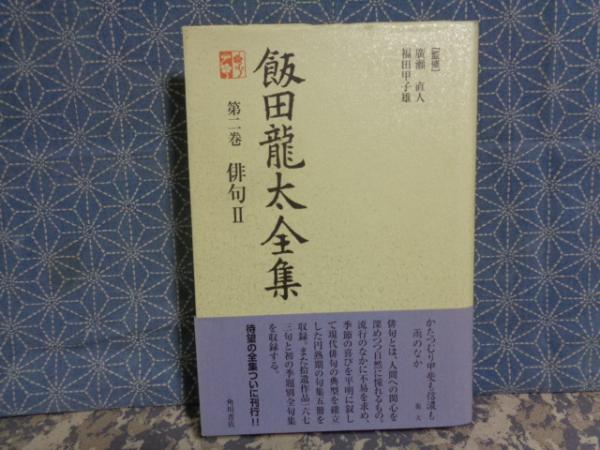 【監修】
廣瀬 直人
福田甲子雄
飯田龍太全集
第二巻 俳句II
かたつむり甲斐も信濃も
雨のなか
龍太
俳句とは、人間への関心を
深めつつ自然に憧れるもの。
流行のなかに不易を求め、
季節の喜びを平明に叙し
て現代俳句の典型を確立
した円熟期の句集五冊を
収録。また拾遺作品一六七
三句と初の季題別全句集
を収録する。
待望の全集ついに刊行!!
角川書店